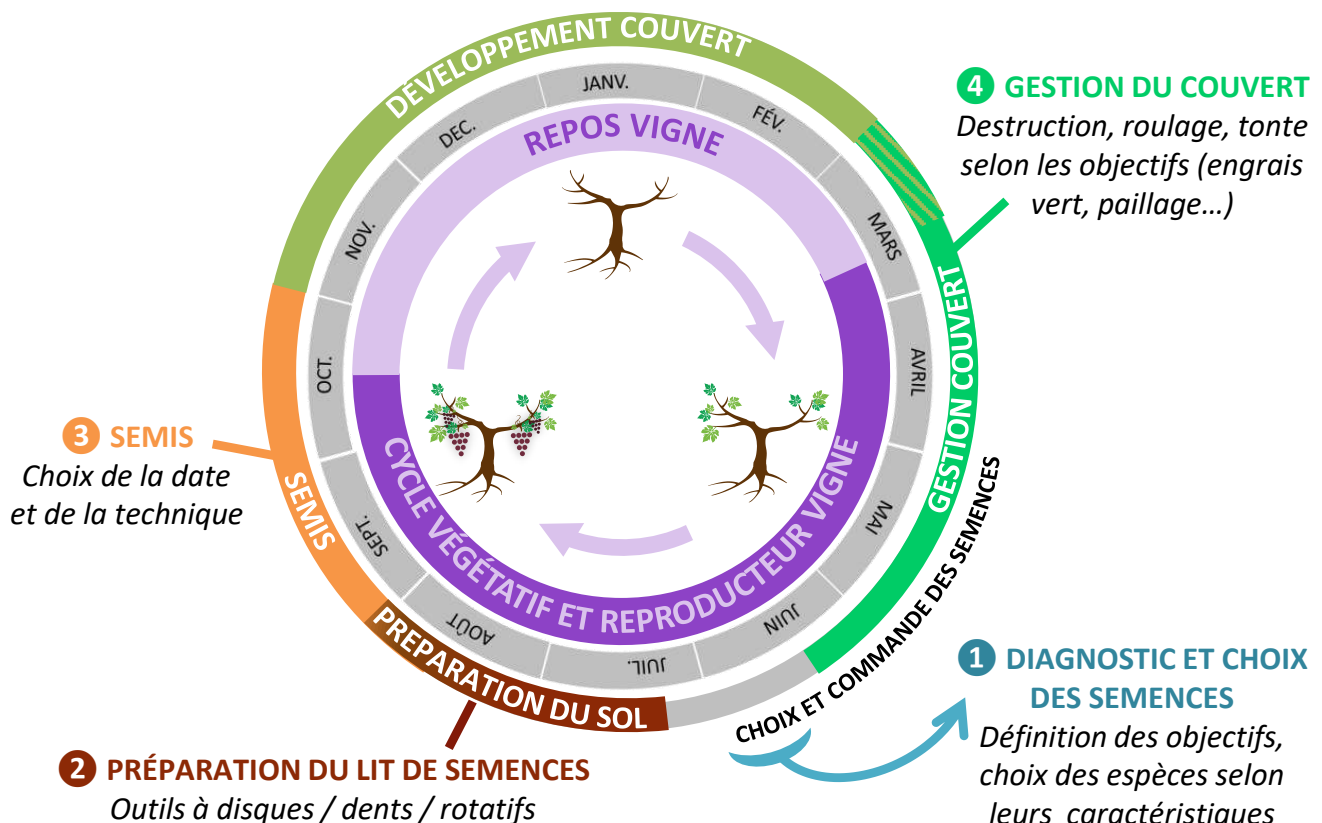 DÉVELOPPEMENT COUVERT
JANV.
FÉV.
MARS
AVRIL
MAI
JUIN
JUIL.
AOÛT
SEPT.
OCT.
NOV.
DEC.
REPOS VIGNE
CYCLE VÉGÉTATIF ET REPRODUCTEUR VIGNE
GESTION COUVERT
CHOIX ET COMMANDE DES SEMENCES
PREPARATION DU SOL
SEMIS
4 GESTION DU COUVERT
Destruction, roulage, tonte
selon les objectifs (engrais
vert, paillage…)
3 SEMIS
Choix de la date
et de la technique
1 DIAGNOSTIC ET CHOIX
DES SEMENCES
Définition des objectifs,
choix des espèces selon
leurs caractéristiques
2 PRÉPARATION DU LIT DE SEMENCES
Outils à disques / dents / rotatifs